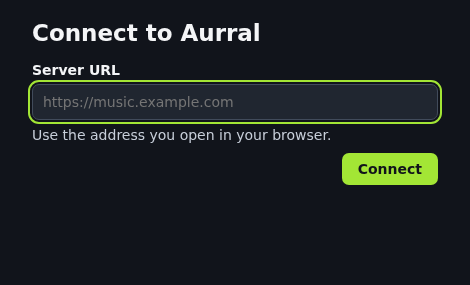 Connect to Aurral
Server URL
https://music.example.com
Use the address you open in your browser.
Connect